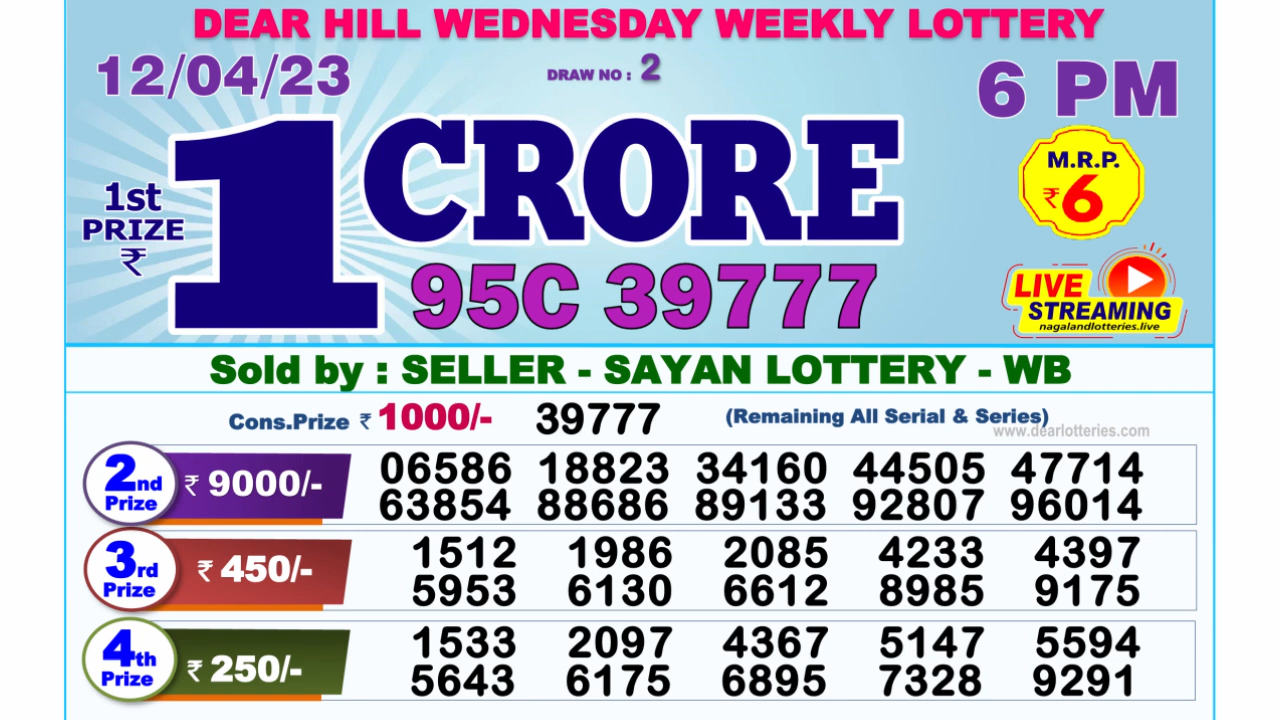 DEAR HILL WEDNESDAY WEEKLY LOTTERY
12/04/23
DRAW NO : 2
6 PM
1st PRIZE ₹ 1 CRORE
M.R.P. ₹6
95C 39777
LIVE STREAMING
nagalandlotteries.live
Sold by : SELLER - SAYAN LOTTERY - WB
Cons.Prize ₹ 1000/- 39777 (Remaining All Serial & Series)
www.dearlotteries.com
2nd Prize ₹ 9000/-
06586 18823 34160 44505 47714
63854 88686 89133 92807 96014
3rd Prize ₹ 450/-
1512 1986 2085 4233 4397
5953 6130 6612 8985 9175
4th Prize ₹ 250/-
1533 2097 4367 5147 5594
5643 6175 6895 7328 9291